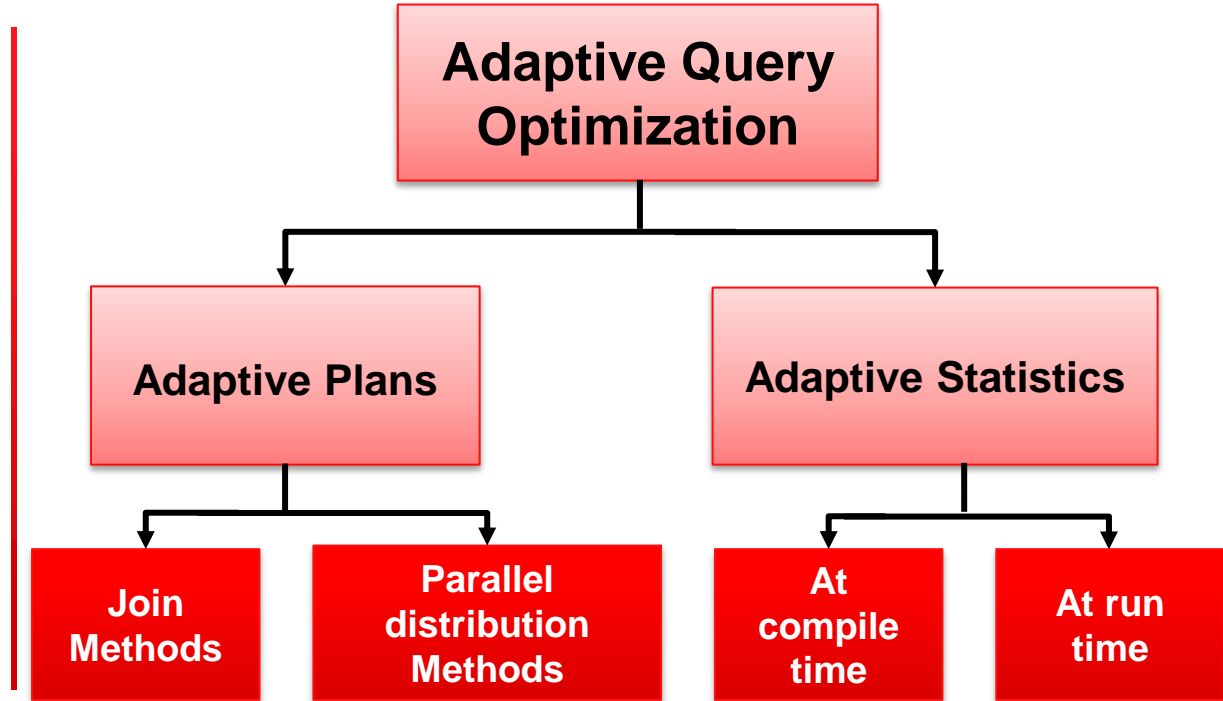 Adaptive Query
Optimization
Adaptive Plans
Adaptive Statistics
Join
Methods
Parallel
distribution
Methods
At
compile
time
At run
time